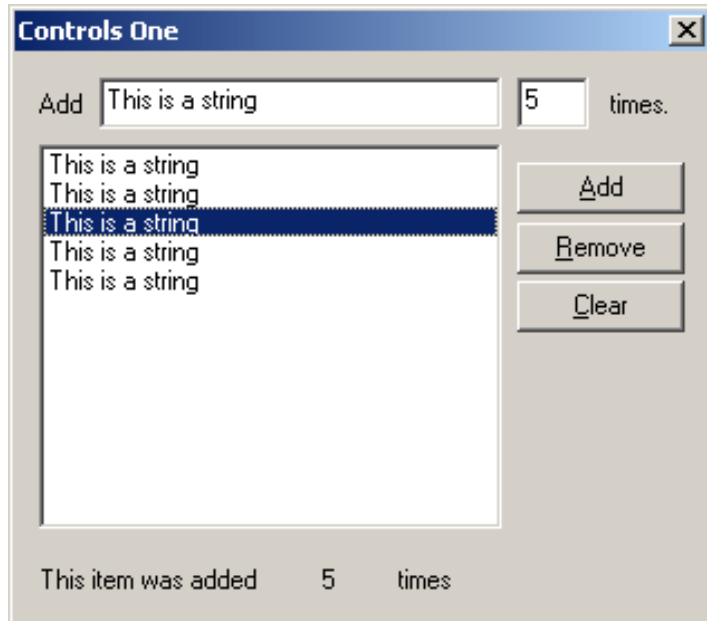 Controls One
Add This is a string 5 times.
This is a string
This is a string
This is a string
This is a string
This is a string
Add
Remove
Clear
This item was added 5 times